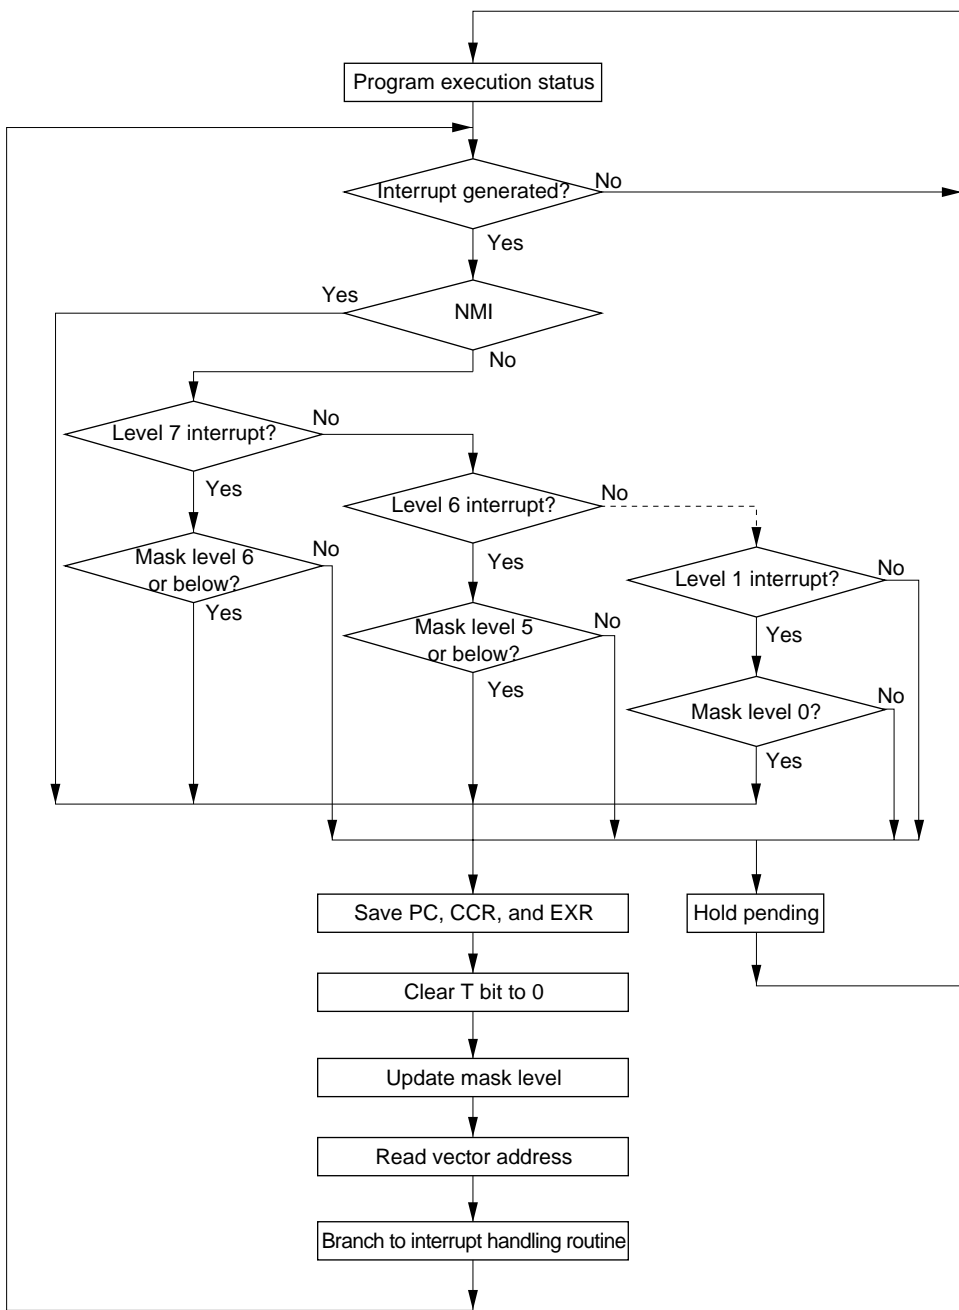 Program execution status
Interrupt generated?
No
Yes
Yes
NMI
No
Level 7 interrupt?
No
Yes
Level 6 interrupt?
No
Mask level 6
or below?
No
Yes
Yes
Level 1 interrupt?
No
Mask level 5
or below?
No
Yes
Yes
Mask level 0?
No
Yes
Save PC, CCR, and EXR
Hold pending
Clear T bit to 0
Update mask level
Read vector address
Branch to interrupt handling routine